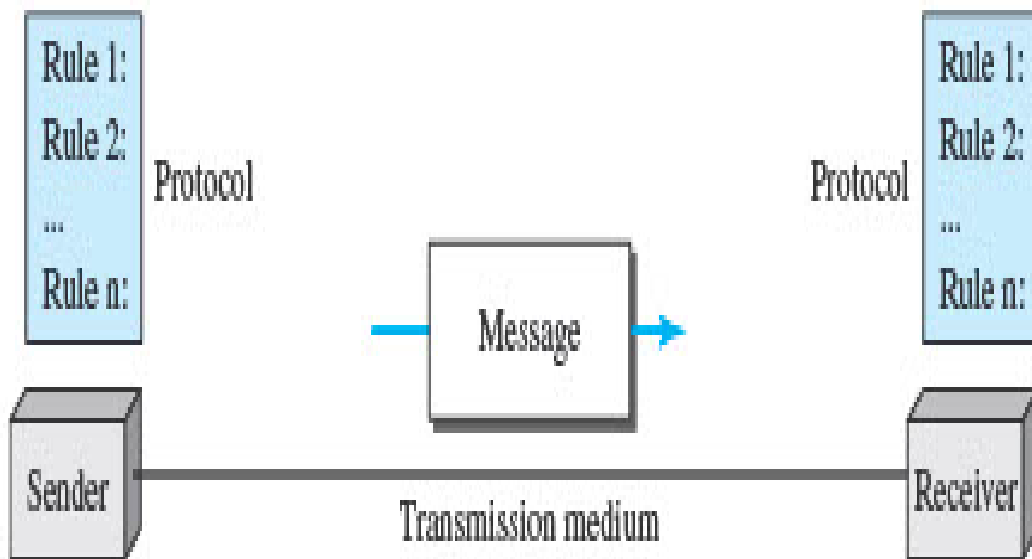 Rule 1:
Rule 2:
...
Rule n:
Protocol
Protocol
Rule 1:
Rule 2:
...
Rule n:
Message
Sender
Transmission medium
Receiver